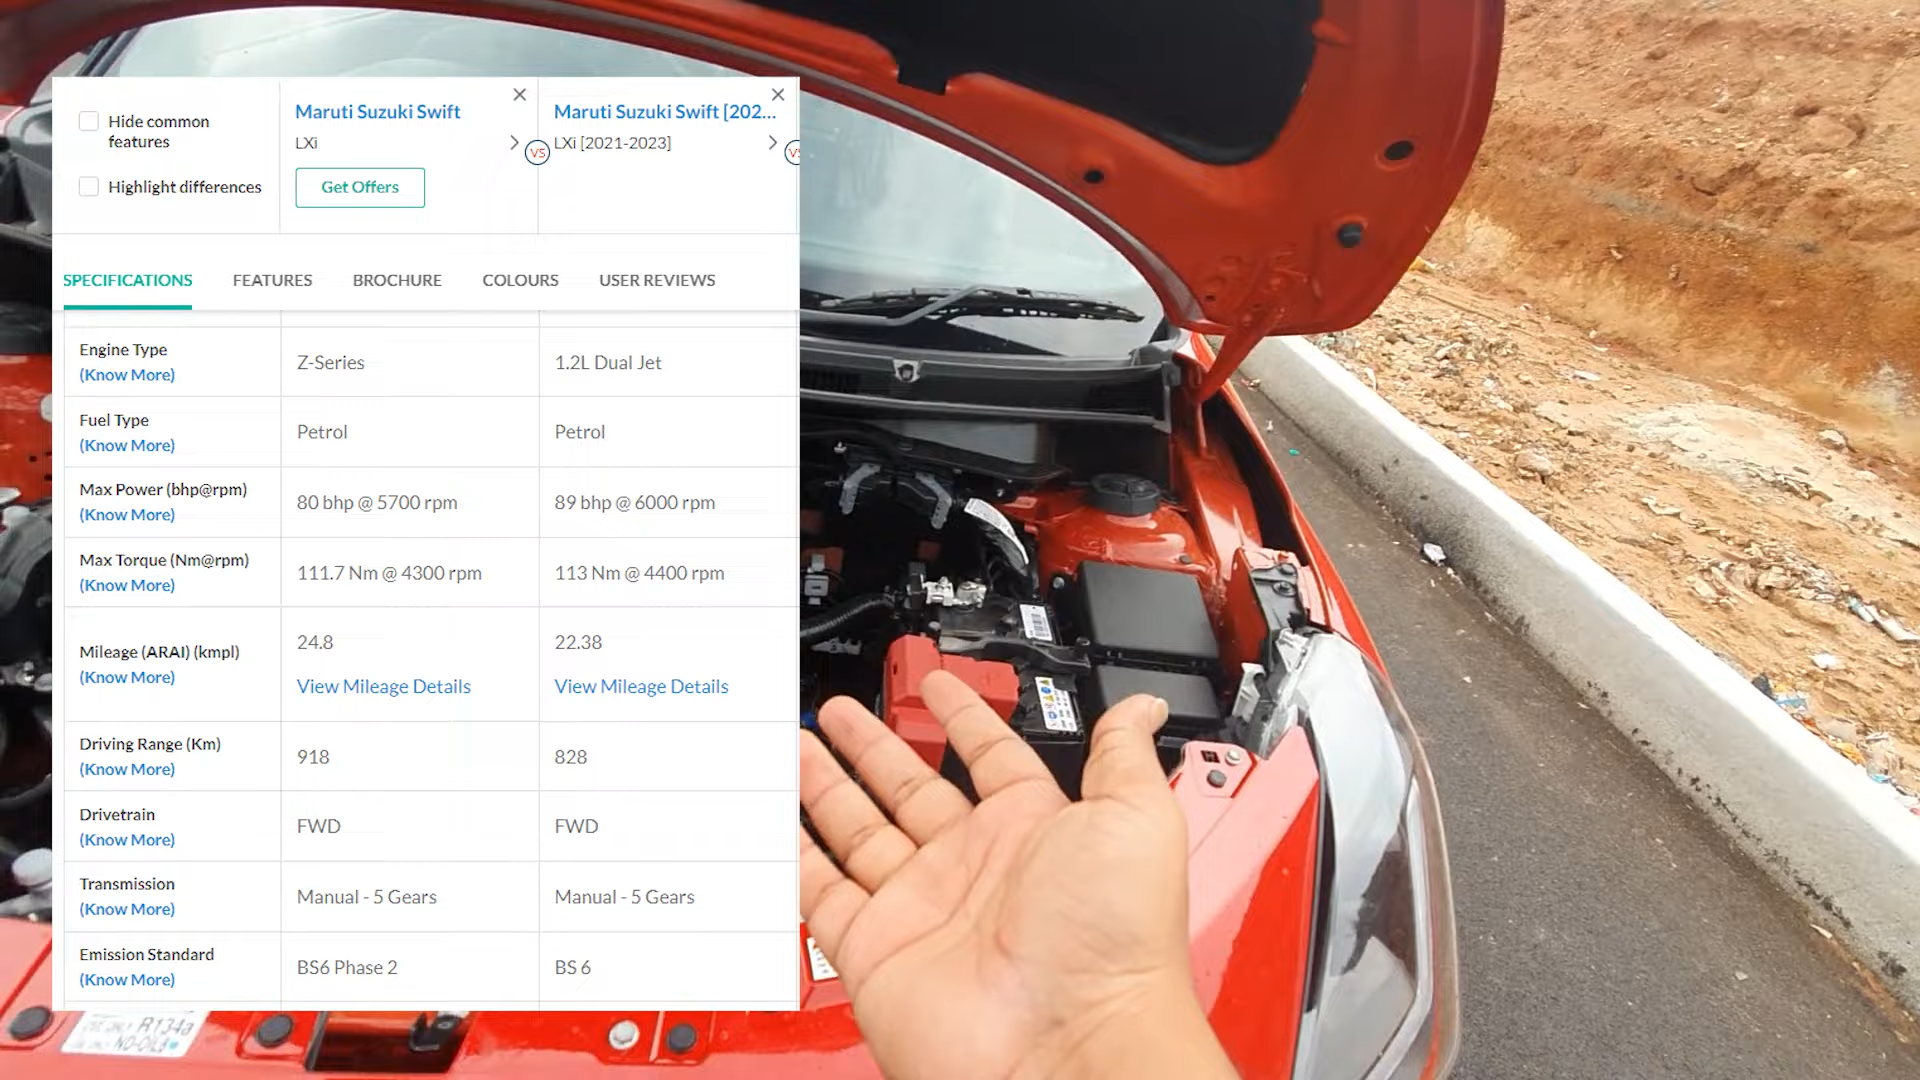 Hide common
features
Highlight differences
Maruti Suzuki Swift
LXi
Get Offers
VS
Maruti Suzuki Swift [202...
LXi [2021-2023]
SPECIFICATIONS FEATURES BROCHURE COLOURS USER REVIEWS
Engine Type
(Know More)
Z-Series
1.2L Dual Jet
Fuel Type
(Know More)
Petrol
Petrol
Max Power (bhp@rpm)
(Know More)
80 bhp @ 5700 rpm
89 bhp @ 6000 rpm
Max Torque (Nm@rpm)
(Know More)
111.7 Nm @ 4300 rpm
113 Nm @ 4400 rpm
Mileage (ARAI) (kmpl)
(Know More)
24.8
View Mileage Details
22.38
View Mileage Details
Driving Range (Km)
(Know More)
918
828
Drivetrain
(Know More)
FWD
FWD
Transmission
(Know More)
Manual - 5 Gears
Manual - 5 Gears
Emission Standard
(Know More)
BS6 Phase 2
BS 6
R134a
ND-OIL8